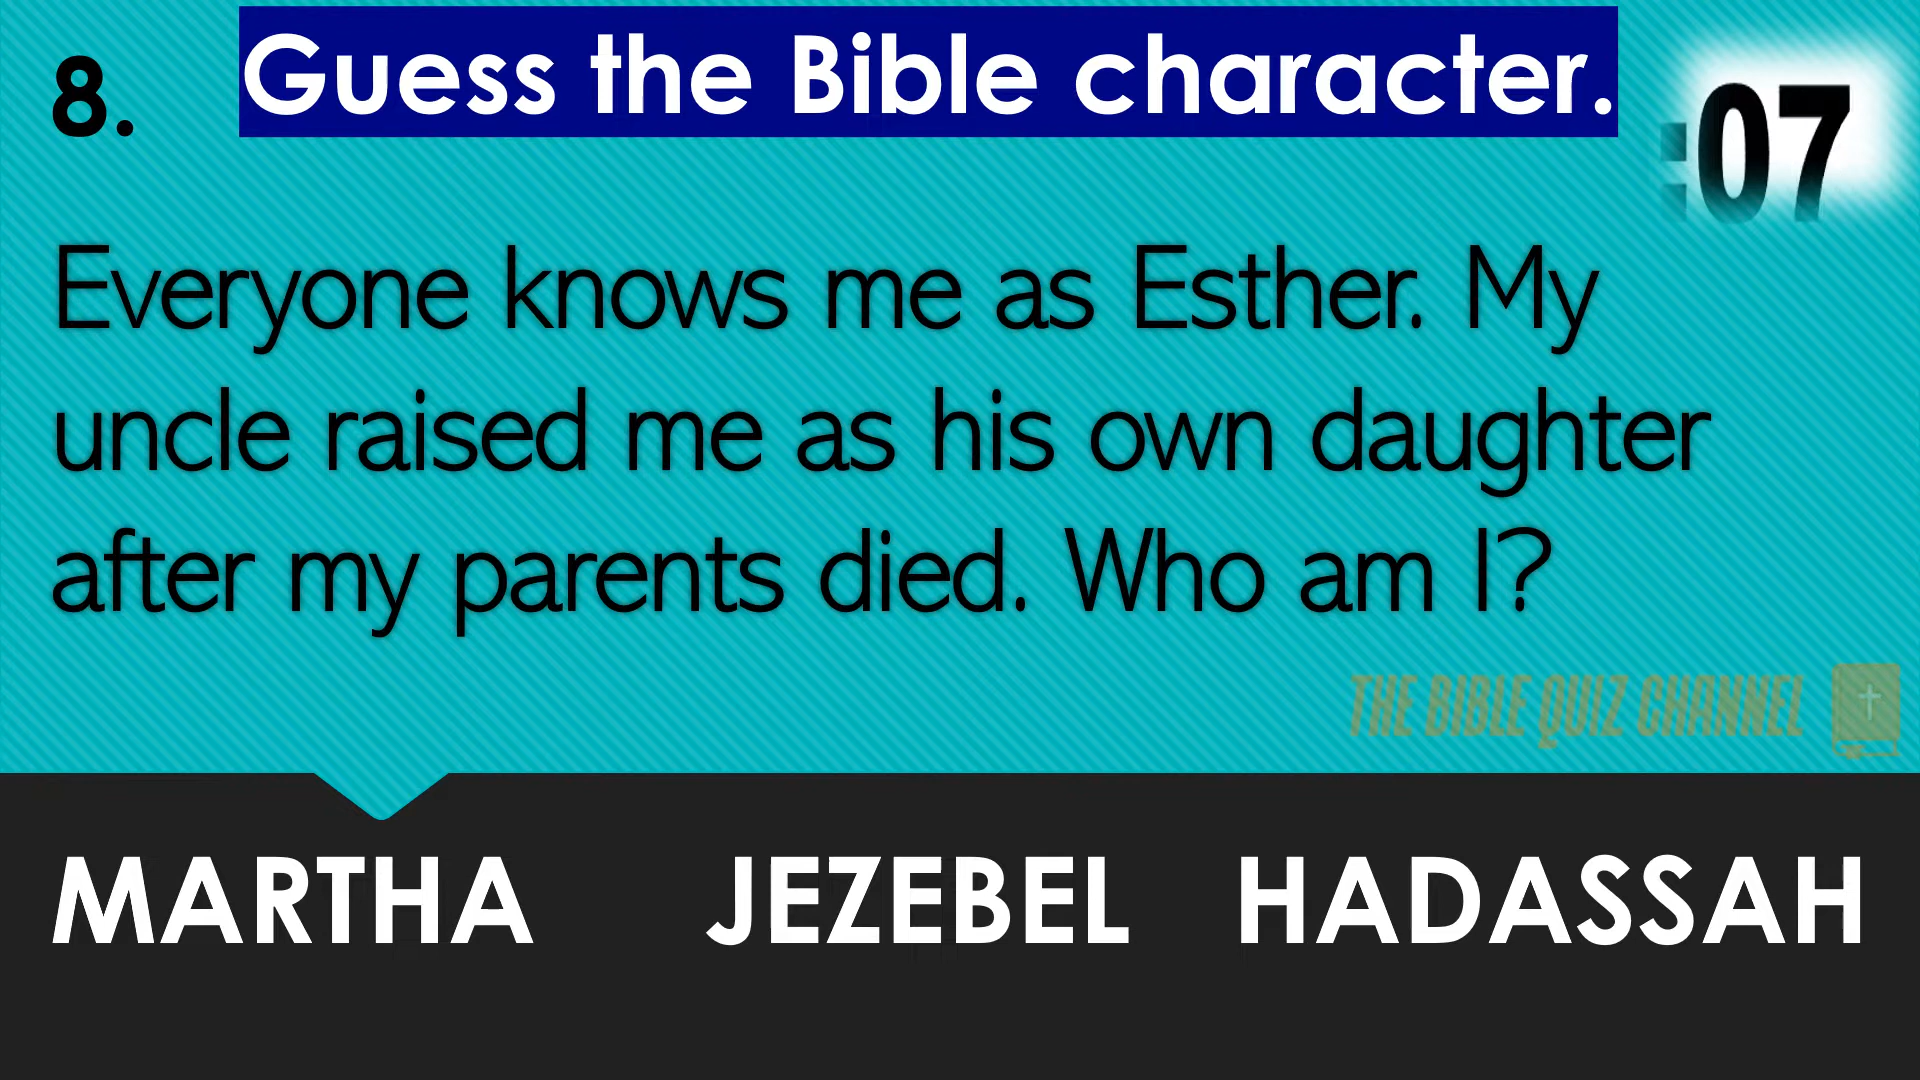 8.
Guess the Bible character.
:07
Everyone knows me as Esther. My
uncle raised me as his own daughter
after my parents died. Who am I?
THE BIBLE QUIZ CHANNEL
MARTHA JEZEBEL HADASSAH